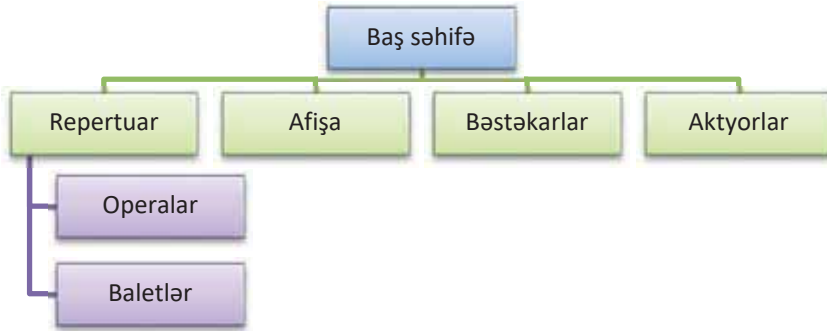 Baş səhifə
Repertuar
Afişa
Bəstəkarlar
Aktyorlar
Operalar
Baletlər